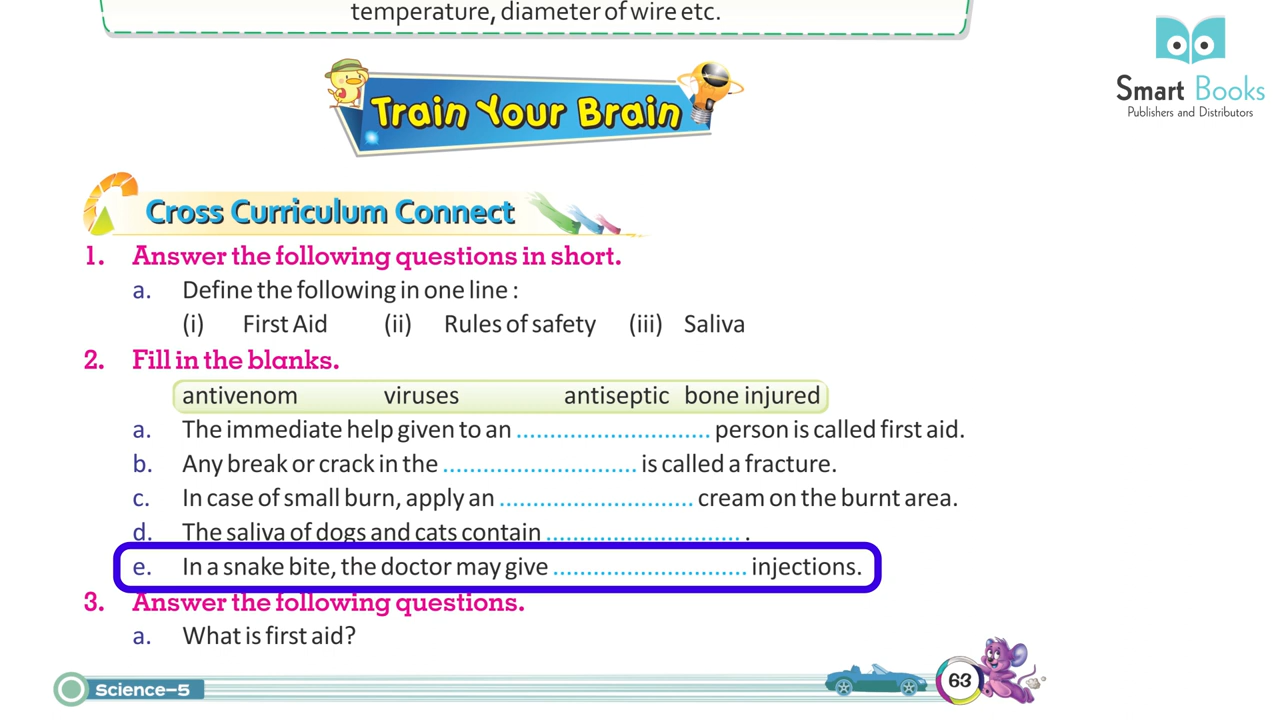 temperature, diameter of wire etc.
Smart Books
Publishers and Distributors
Train Your Brain
Cross Curriculum Connect
1. Answer the following questions in short.
a. Define the following in one line :
(i) First Aid (ii) Rules of safety (iii) Saliva
2. Fill in the blanks.
antivenom viruses antiseptic bone injured
a. The immediate help given to an ............................. person is called first aid.
b. Any break or crack in the ............................. is called a fracture.
c. In case of small burn, apply an ............................. cream on the burnt area.
d. The saliva of dogs and cats contain ............................. .
e. In a snake bite, the doctor may give ............................. injections.
3. Answer the following questions.
a. What is first aid?
Science–5
63